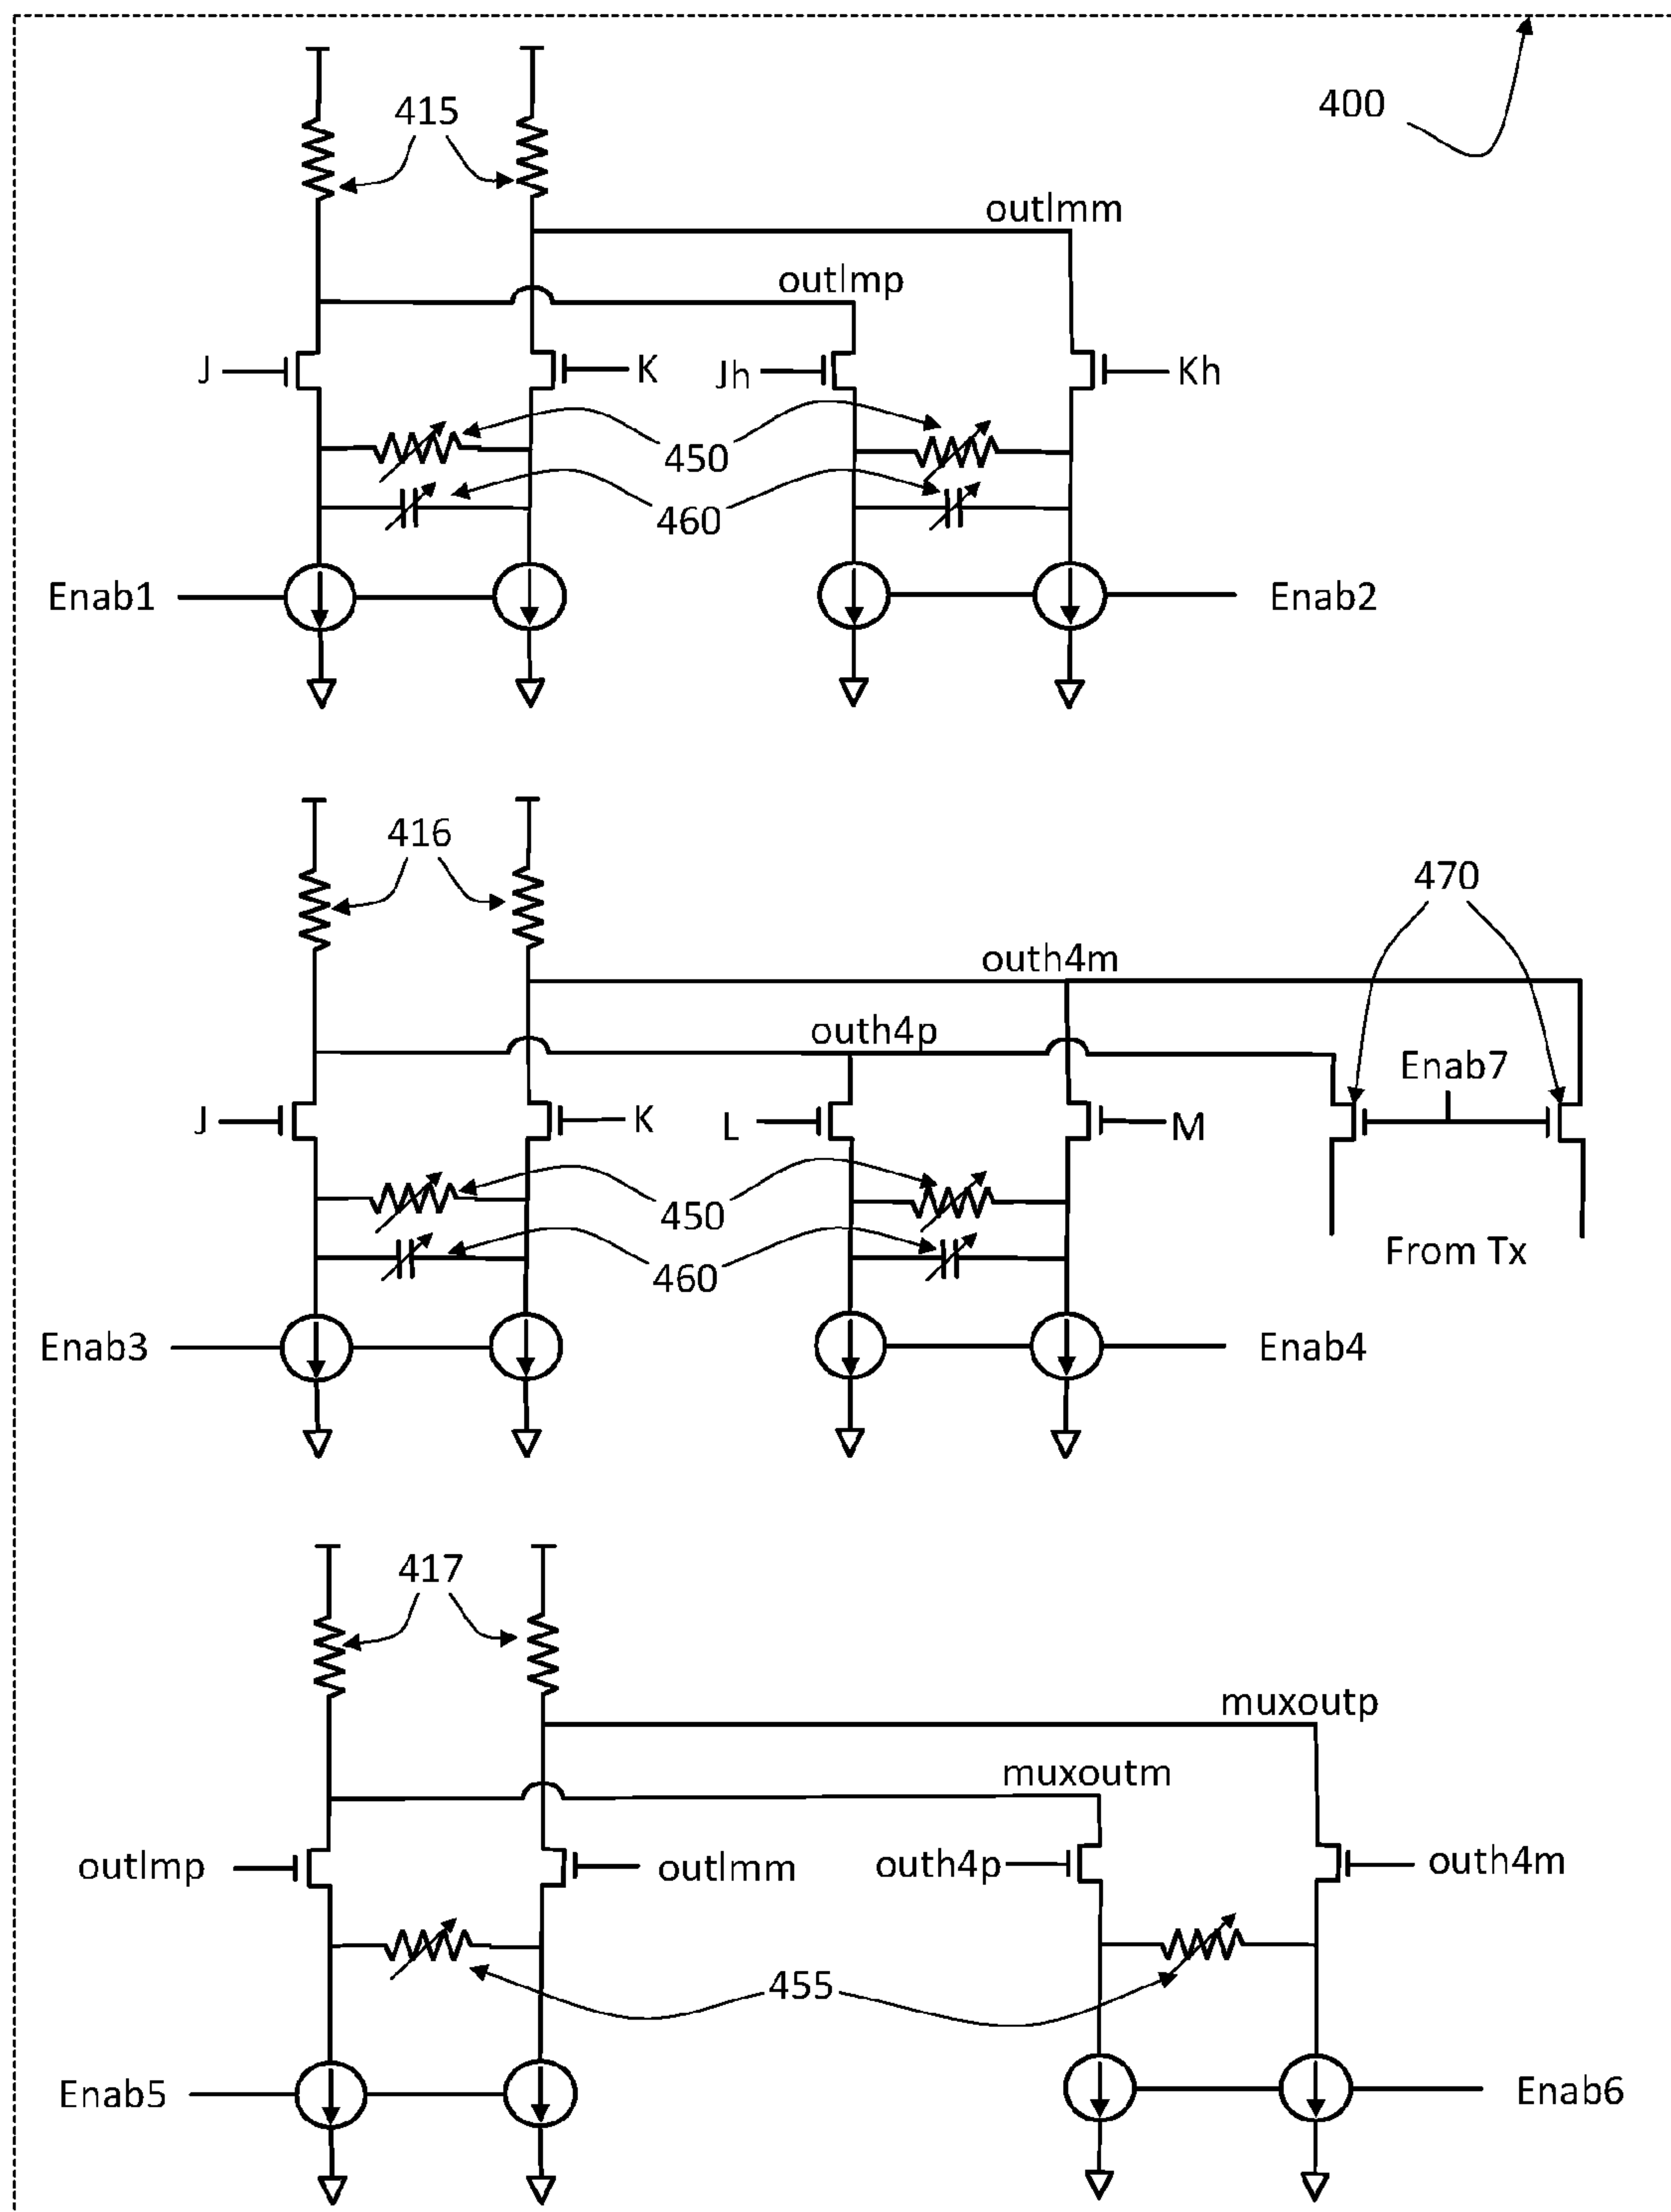 400
415
outlmm
outlmp
J
K
Jh
Kh
450
460
Enab1
Enab2
416
470
outh4m
outh4p
Enab7
J
K
L
M
450
460
From Tx
Enab3
Enab4
417
muxoutp
muxoutm
outlmp
outlmm
outh4p
outh4m
455
Enab5
Enab6